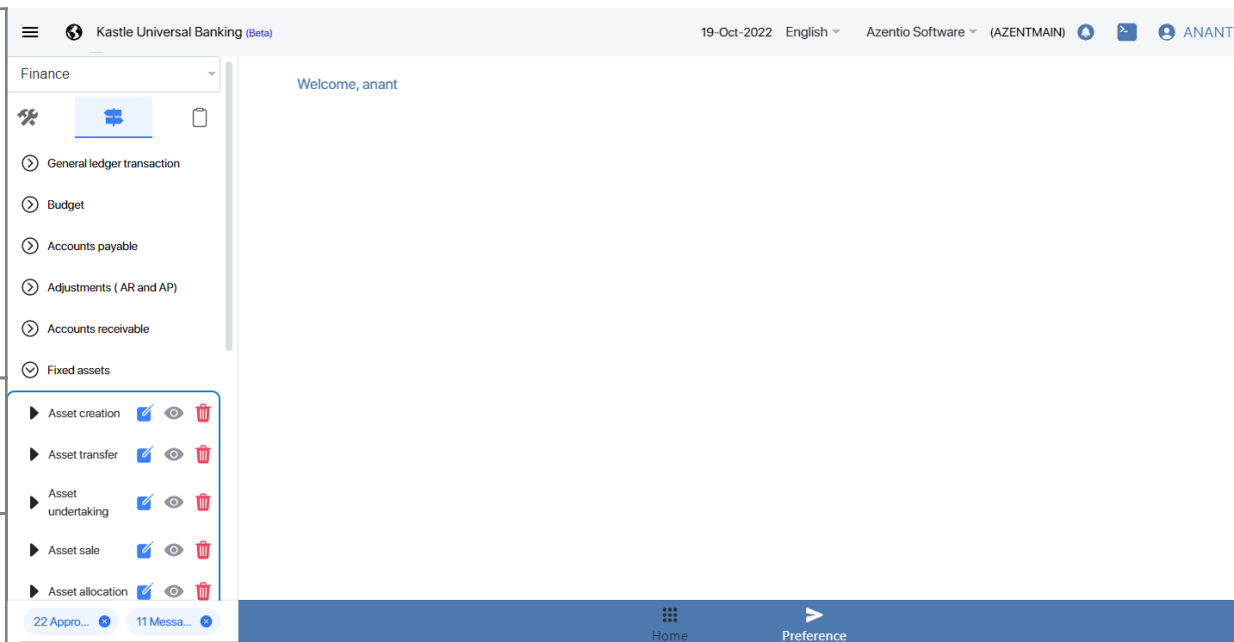 Kastle Universal Banking (Beta)
19-Oct-2022 English Azentio Software (AZENTMAIN) ANANT
Finance
Welcome, anant
General ledger transaction
Budget
Accounts payable
Adjustments ( AR and AP)
Accounts receivable
Fixed assets
Asset creation
Asset transfer
Asset
undertaking
Asset sale
Asset allocation
22 Appro... 11 Messa...
Home Preference